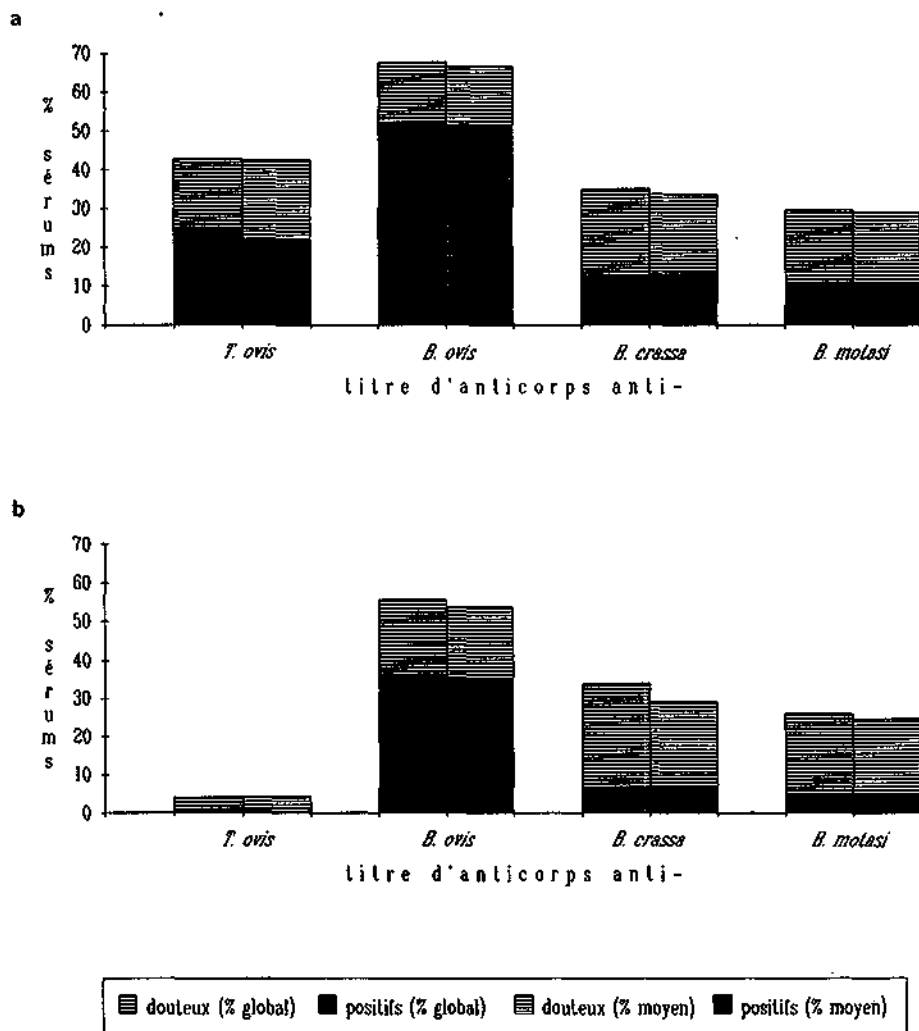 a
70
60
50
40
30
20
10
0
% sérums
T. ovis B. ovis B. crassa B. motasi
titre d'anticorps anti-
b
70
60
50
40
30
20
10
0
% sérums
T. ovis B. ovis B. crassa B. motasi
titre d'anticorps anti-
douteux (% global) positifs (% global) douteux (% moyen) positifs (% moyen)